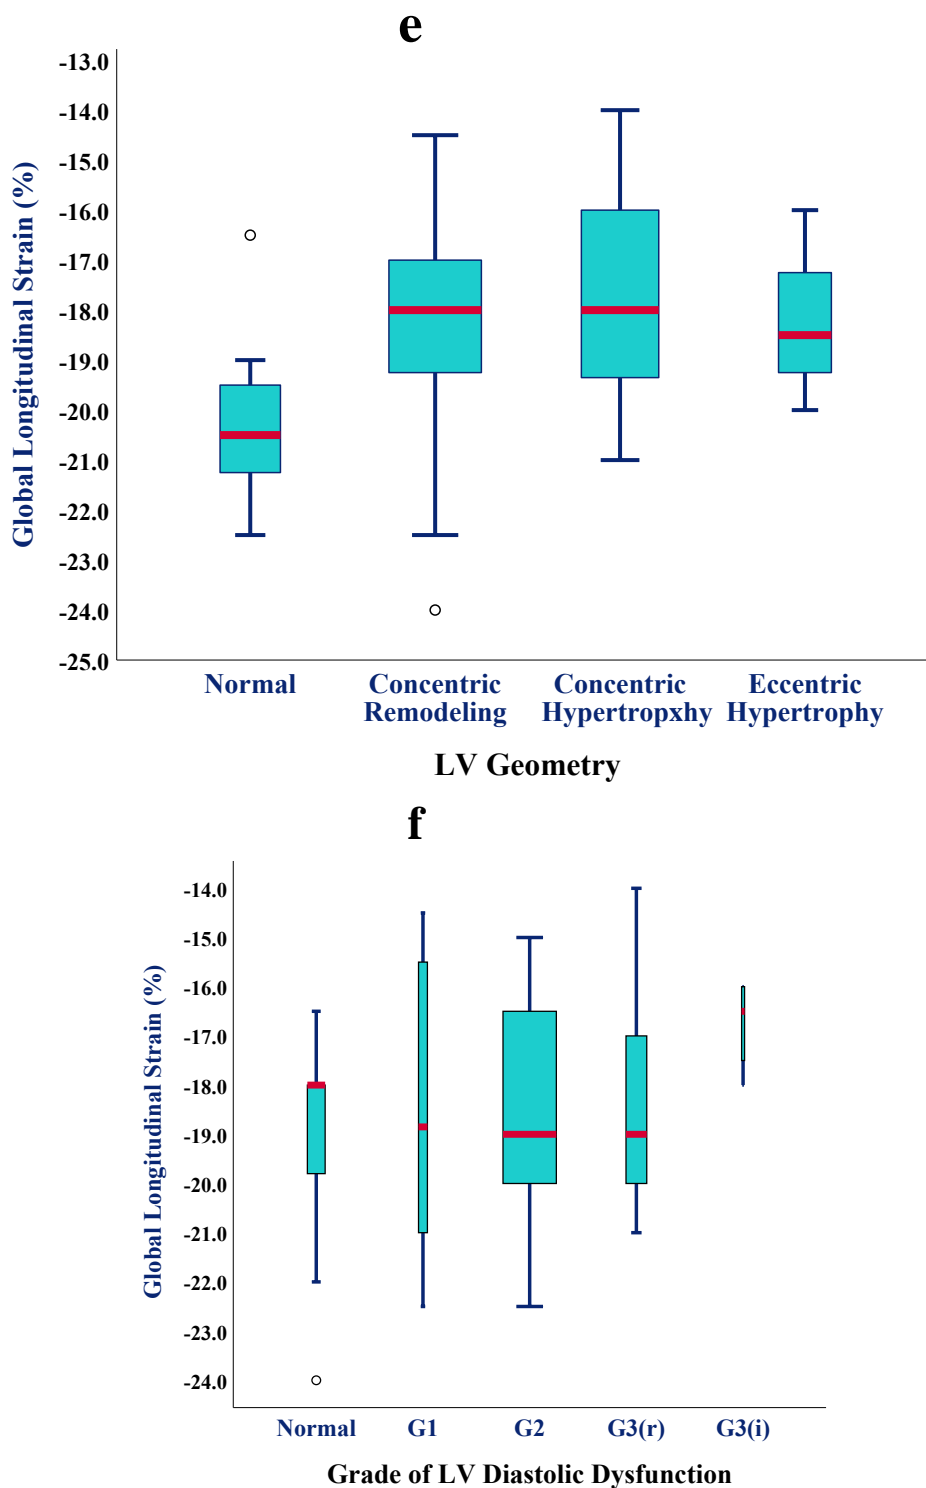 e
-13.0
-14.0
-15.0
-16.0
-17.0
-18.0
-19.0
-20.0
-21.0
-22.0
-23.0
-24.0
-25.0
Global Longitudinal Strain (%)
Normal
Concentric
Remodeling
Concentric
Hypertropxhy
Eccentric
Hypertrophy
LV Geometry
f
-14.0
-15.0
-16.0
-17.0
-18.0
-19.0
-20.0
-21.0
-22.0
-23.0
-24.0
Global Longitudinal Strain (%)
Normal
G1
G2
G3(r)
G3(i)
Grade of LV Diastolic Dysfunction